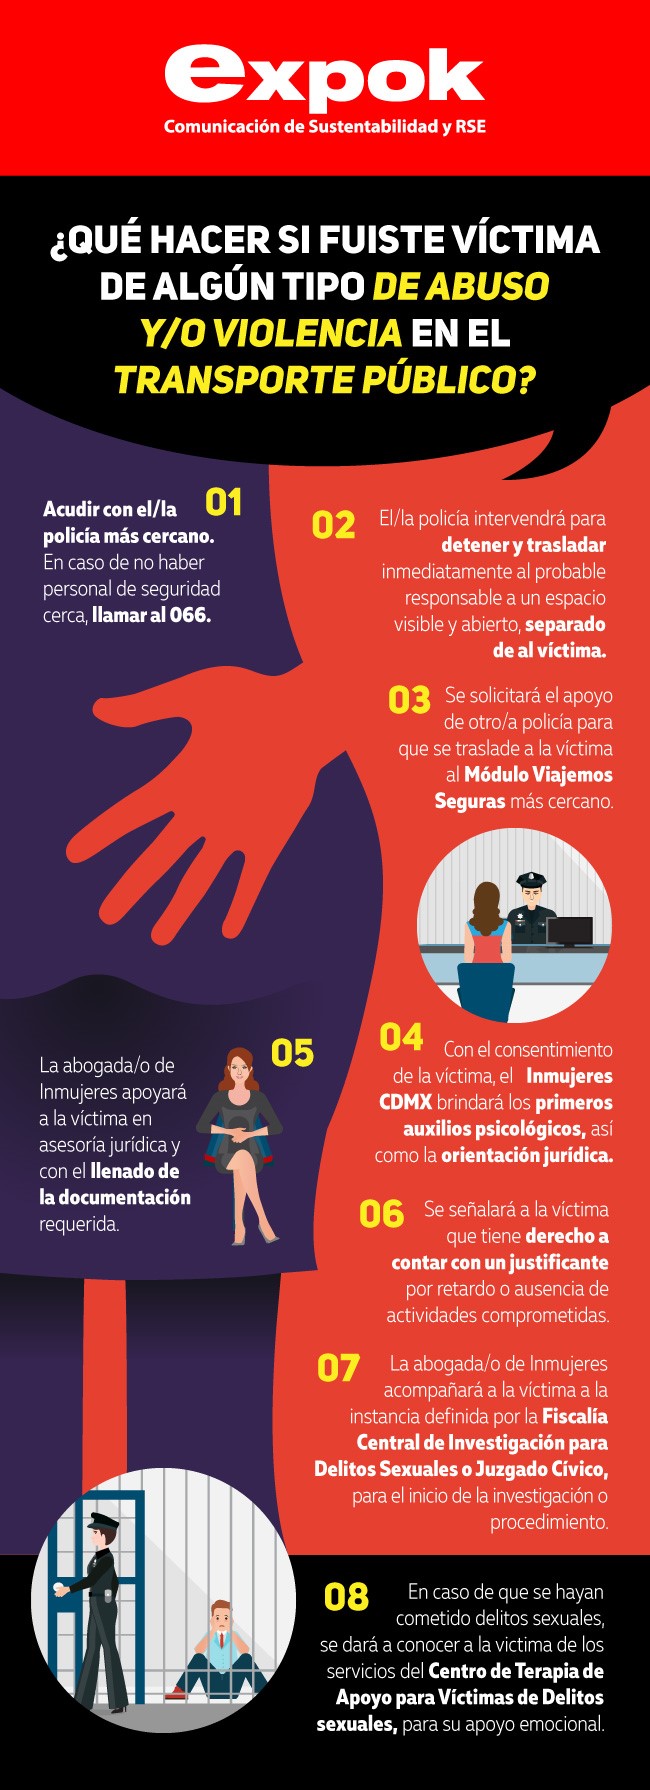 expok
Comunicación de Sustentabilidad y RSE
¿QUÉ HACER SI FUISTE VÍCTIMA
DE ALGÚN TIPO DE ABUSO
Y/O VIOLENCIA EN EL
TRANSPORTE PÚBLICO?
01
Acudir con el/la
policía más cercano.
En caso de no haber
personal de seguridad
cerca, llamar al 066.
02
El/la policía intervendrá para
detener y trasladar
inmediatamente al probable
responsable a un espacio
visible y abierto, separado
de al víctima.
03
Se solicitará el apoyo
de otro/a policía para
que se traslade a la víctima
al Módulo Viajemos
Seguras más cercano.
04
Con el consentimiento
de la víctima, el Inmujeres
CDMX brindará los primeros
auxilios psicológicos, así
como la orientación jurídica.
05
La abogada/o de
Inmujeres apoyará
a la víctima en
asesoría jurídica y
con el llenado de
la documentación
requerida.
06
Se señalará a la víctima
que tiene derecho a
contar con un justificante
por retardo o ausencia de
actividades comprometidas.
07
La abogada/o de Inmujeres
acompañará a la víctima a la
instancia definida por la Fiscalía
Central de Investigación para
Delitos Sexuales o Juzgado Cívico,
para el inicio de la investigación o
procedimiento.
08
En caso de que se hayan
cometido delitos sexuales,
se dará a conocer a la victima de los
servicios del Centro de Terapia de
Apoyo para Víctimas de Delitos
sexuales, para su apoyo emocional.